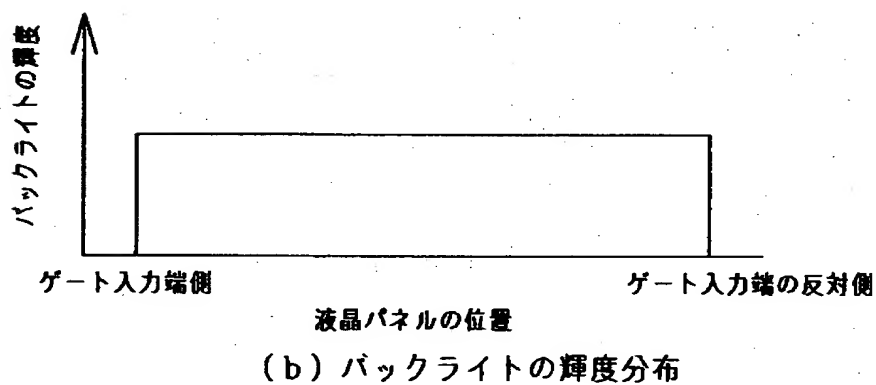 バックライトの輝度
ゲート入力端側
ゲート入力端の反対側
液晶パネルの位置
(b)バックライトの輝度分布